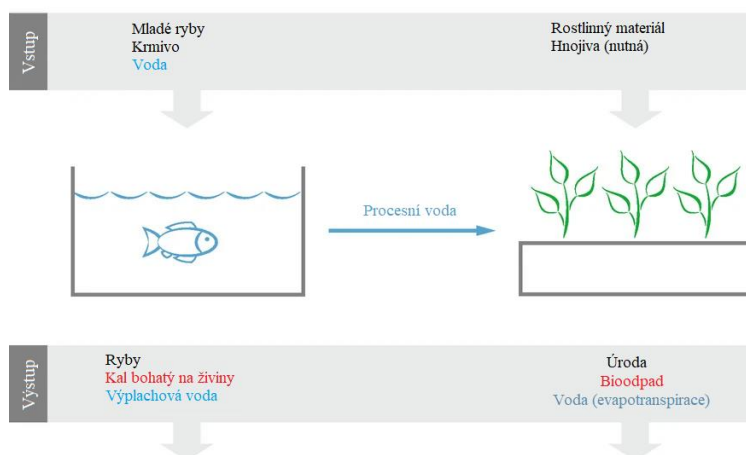 Vstup
Mladé ryby
Krmivo
Voda
Rostlinný materiál
Hnojiva (nutná)
Procesní voda
Výstup
Ryby
Kal bohatý na živiny
Výplachová voda
Úroda
Bioodpad
Voda (evapotranspirace)